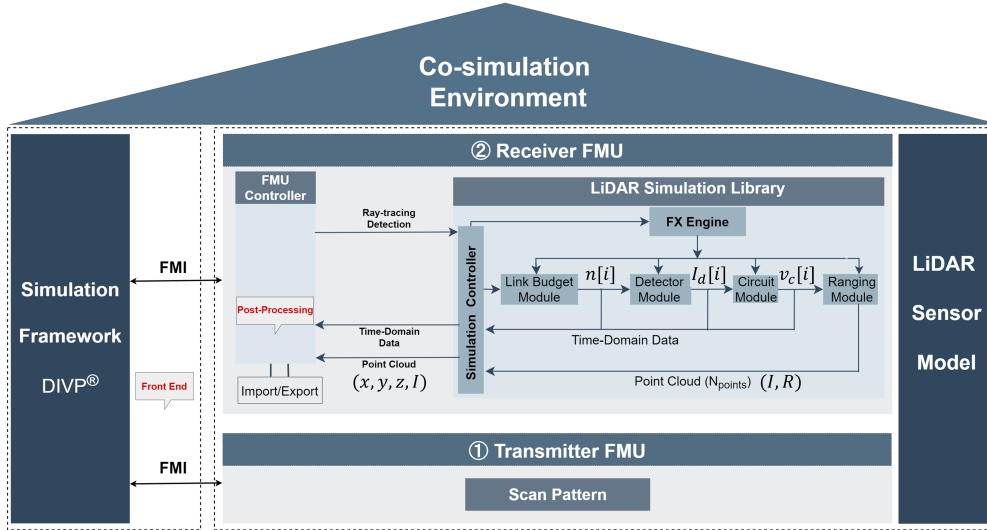 Co-simulation
Environment
Simulation
Framework
DIVP®
FMI
FMI
Front End
② Receiver FMU
FMU
Controller
Post-Processing
Import/Export
Ray-tracing
Detection
Time-Domain
Data
Point Cloud
(x, y, z, I)
LiDAR Simulation Library
Simulation Controller
FX Engine
Link Budget
Module
n[i]
Detector
Module
I_d[i]
Circuit
Module
v_c[i]
Ranging
Module
Time-Domain Data
Point Cloud (N_points) (I, R)
① Transmitter FMU
Scan Pattern
LiDAR
Sensor
Model